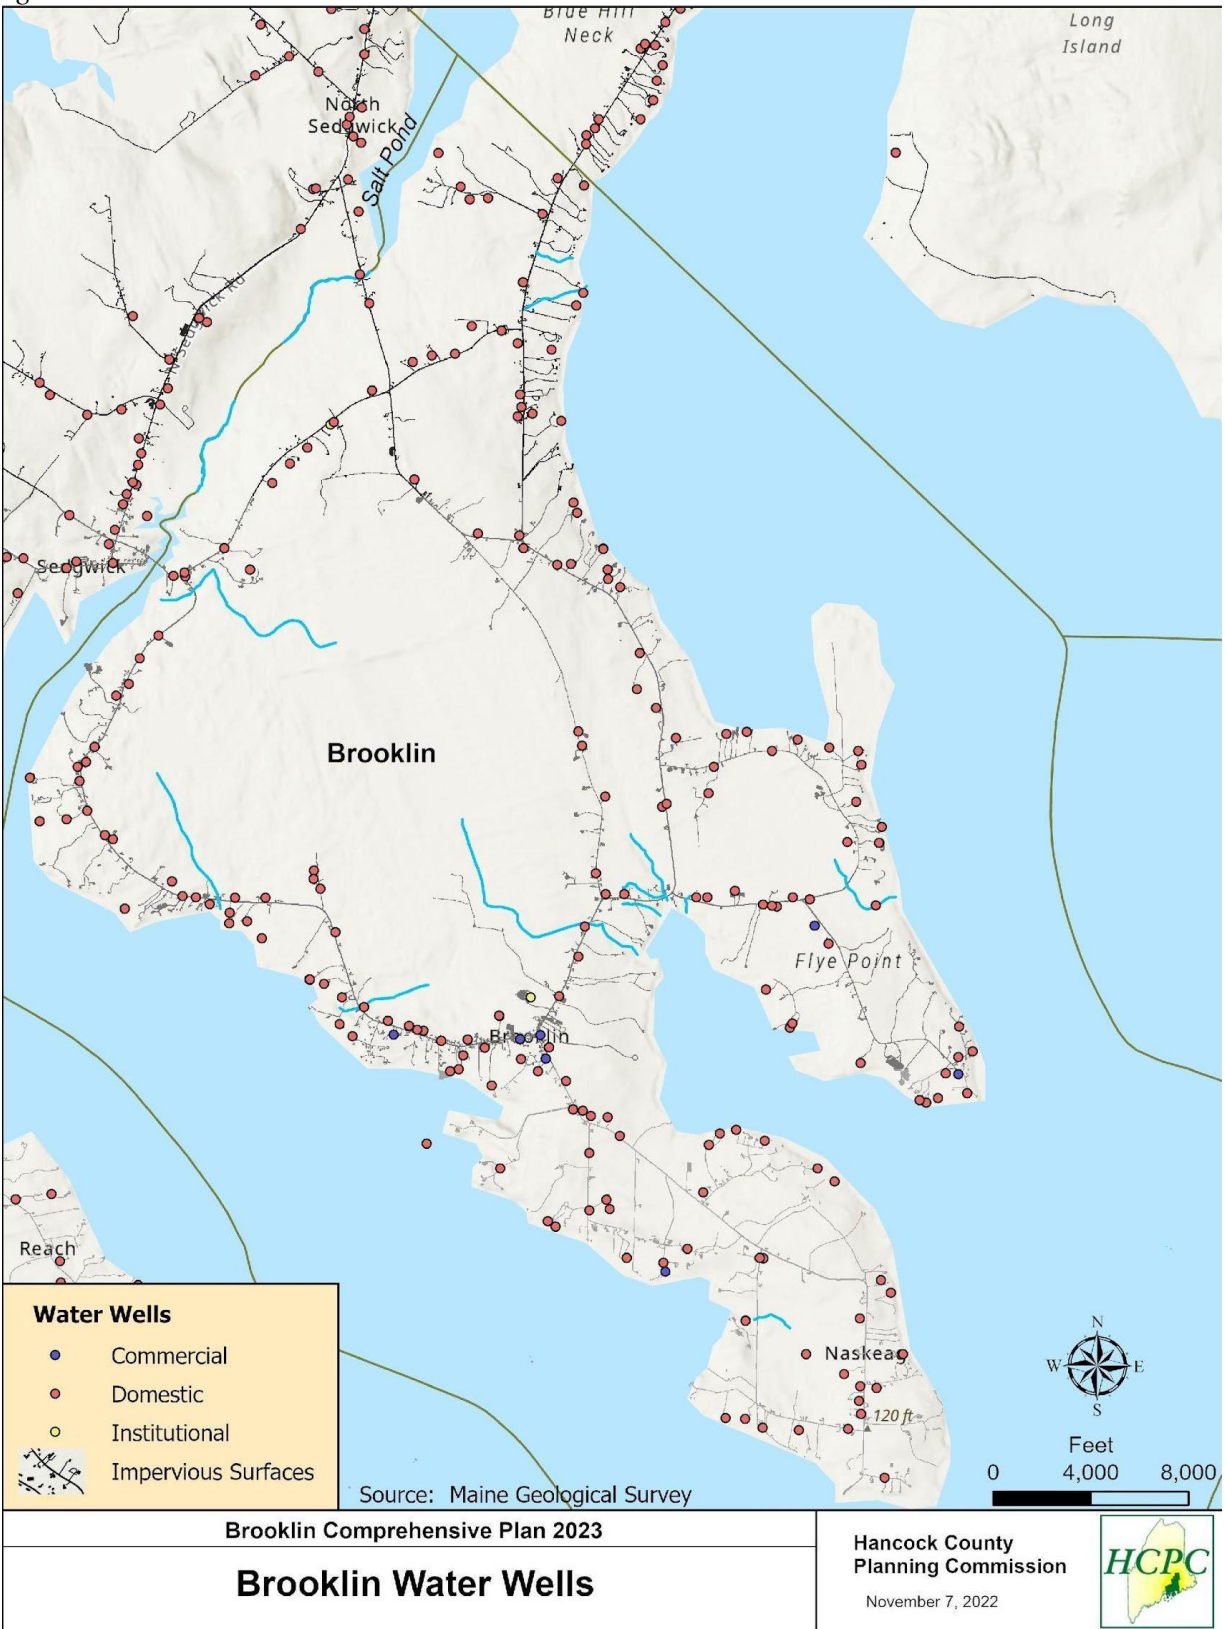 Blue Hill
Neck
Long
Island
North
Sedgwick
Salt Pond
N Sedgwick Rd
Sedgwick
Brooklin
Flye Point
Brooklin
Reach
Naskeag
120 ft
Water Wells
Commercial
Domestic
Institutional
Impervious Surfaces
N
W
E
S
Feet
0 4,000 8,000
Source: Maine Geological Survey
Brooklin Comprehensive Plan 2023
Brooklin Water Wells
Hancock County
Planning Commission
November 7, 2022
HCPC